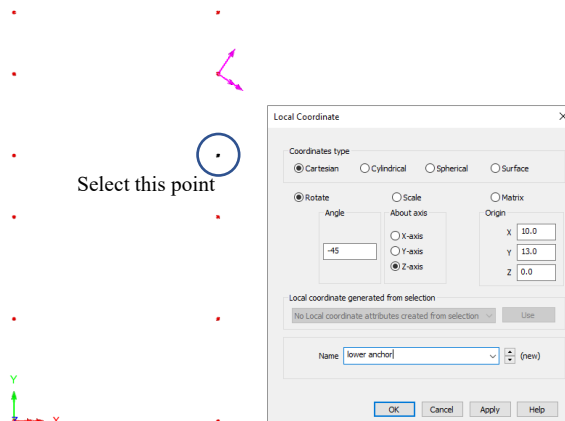 Select this point
Y
Z
X
Local Coordinate
Coordinates type
Cartesian Cylindrical Spherical Surface
Rotate Scale Matrix
Angle About axis Origin
-45
X-axis
Y-axis
Z-axis
X 10.0
Y 13.0
Z 0.0
Local coordinate generated from selection
No Local coordinate attributes created from selection Use
Name lower anchor (new)
OK Cancel Apply Help